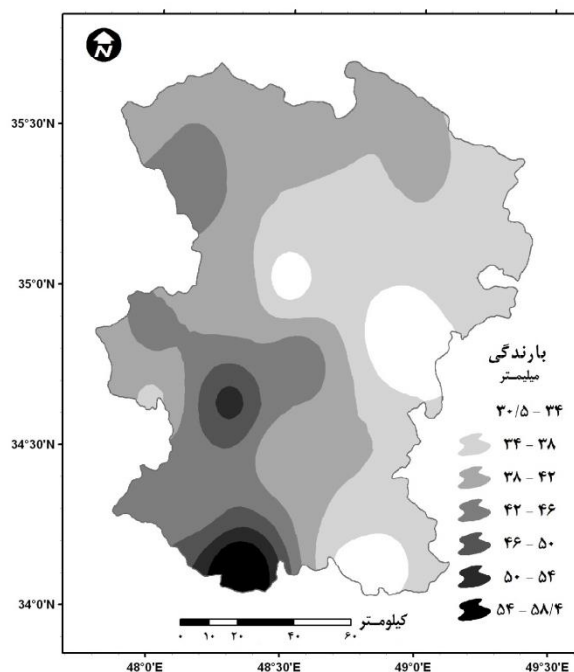 N
35°30'N
35°0'N
34°30'N
34°0'N
بارندگی
میلیمتر
۳۰/۵ – ۳۴
۳۴ – ۳۸
۳۸ – ۴۲
۴۲ – ۴۶
۴۶ – ۵۰
۵۰ – ۵۴
۵۴ – ۵۸/۴
کیلومتر
۰ ۱۰ ۲۰ ۴۰ ۶۰
48°0'E 48°30'E 49°0'E 49°30'E